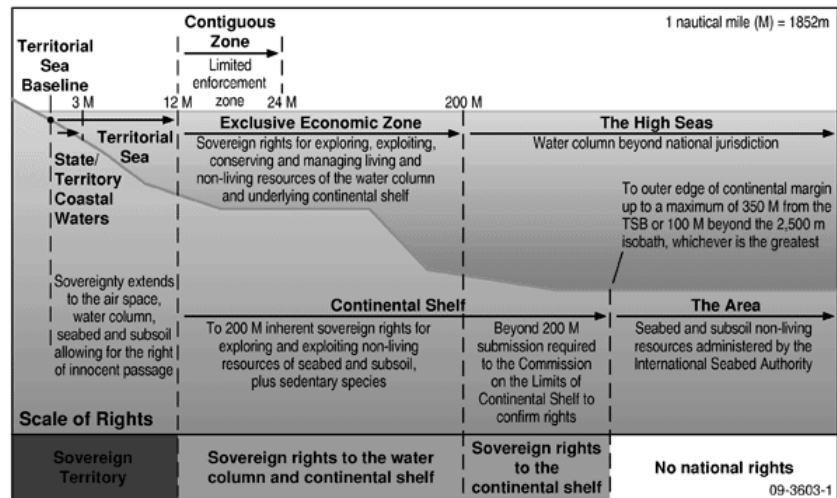 Contiguous
Zone
1 nautical mile (M) = 1852m
Territorial
Sea
Baseline
Limited
enforcement
zone
3 M
12 M
24 M
200 M
Territorial
Sea
State/
Territory
Coastal
Waters
Exclusive Economic Zone
Sovereign rights for exploring, exploiting,
conserving and managing living and
non-living resources of the water column
and underlying continental shelf
The High Seas
Water column beyond national jurisdiction
To outer edge of continental margin
up to a maximum of 350 M from the
TSB or 100 M beyond the 2,500 m
isobath, whichever is the greatest
Sovereignty extends
to the air space,
water column,
seabed and subsoil
allowing for the right
of innocent passage
Continental Shelf
To 200 M inherent sovereign rights for
exploring and exploiting non-living
resources of seabed and subsoil,
plus sedentary species
Beyond 200 M
submission required
to the Commission
on the Limits of
Continental Shelf to
confirm rights
The Area
Seabed and subsoil non-living
resources administered by the
International Seabed Authority
Scale of Rights
Sovereign
Territory
Sovereign rights to the water
column and continental shelf
Sovereign rights
to the
continental shelf
No national rights
09-3603-1